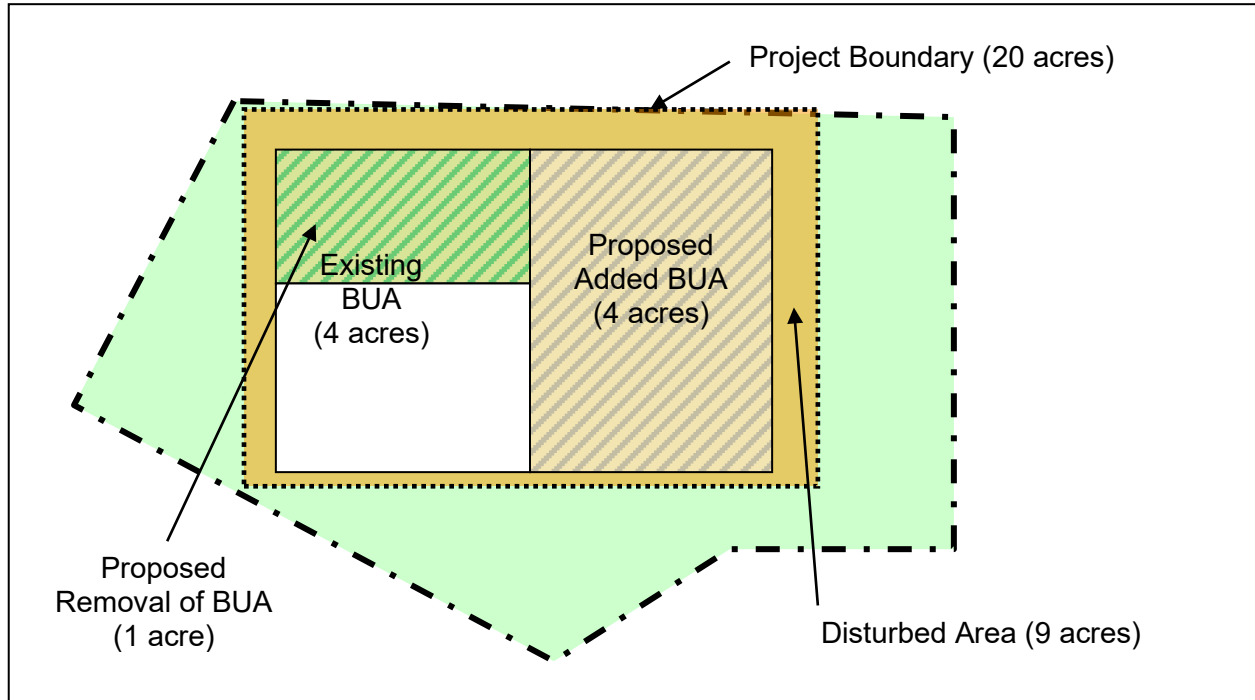 Project Boundary (20 acres)
Existing
BUA
(4 acres)
Proposed
Added BUA
(4 acres)
Proposed
Removal of BUA
(1 acre)
Disturbed Area (9 acres)